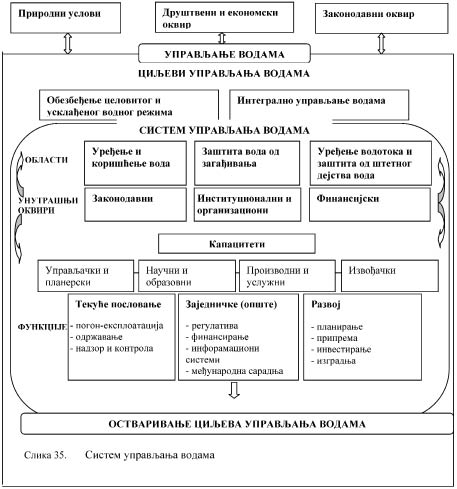 Природни услови
Друштвени и економски
оквир
Законодавни оквир
УПРАВЉАЊЕ ВОДАМА
ЦИЉЕВИ УПРАВЉАЊА ВОДАМА
Обезбеђење целовитог и
усклађеног водног режима
Интегрално управљање водама
СИСТЕМ УПРАВЉАЊА ВОДАМА
ОБЛАСТИ
Уређење и
коришћење вода
Заштита вода од
загађивања
Уређење водотока и
заштита од штетног
дејства вода
УНУТРАШЊИ
ОКВИРИ
Законодавни
Институционални и
организациони
Финансијски
Капацитети
Управљачки и
планерски
Научни и
образовни
Производни и
услужни
Извођачки
ФУНКЦИЈЕ
Текуће пословање
- погон-експлоатација
- одржавање
- надзор и контрола
Заједничке (опште)
- регулатива
- финансирање
- информациони
системи
- међународна сарадња
Развој
- планирање
- припрема
- инвестирање
- изградња
ОСТВАРИВАЊЕ ЦИЉЕВА УПРАВЉАЊА ВОДАМА
Слика 35. Систем управљања водама